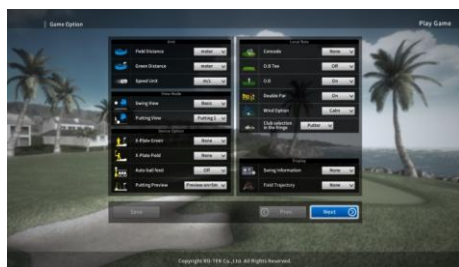 Game Option
Play Game
Unit
Field Distance meter
Green Distance meter
Speed Unit m/s
View Mode
Swing View Basic
Putting View Putting 1
Device Option
X-Plate Green None
X-Plate Field None
Auto Ball Feed Off
Putting Preview
Local Rule
Concede None
O.B Tee Off
O.B On
Double Par On
Wind Option Calm
Club selection
in the fringe Putter
Display
Swing Information None
Field Trajectory None
Save
Prev
Next
Co., Ltd. All Rights Reserved.